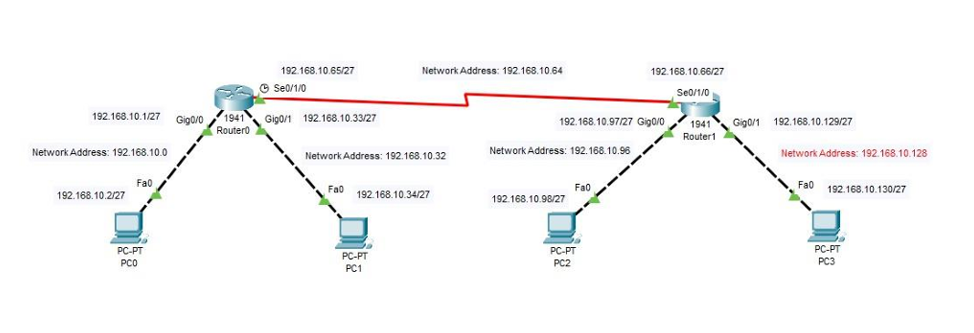 192.168.10.65/27
Network Address: 192.168.10.64
192.168.10.66/27
Se0/1/0
Se0/1/0
192.168.10.1/27
Gig0/0
1941
Router0
Gig0/1
192.168.10.33/27
192.168.10.97/27
Gig0/0
1941
Router1
Gig0/1
192.168.10.129/27
Network Address: 192.168.10.0
Network Address: 192.168.10.32
Network Address: 192.168.10.96
Network Address: 192.168.10.128
192.168.10.2/27
Fa0
Fa0
192.168.10.34/27
192.168.10.98/27
Fa0
Fa0
192.168.10.130/27
PC-PT
PC0
PC-PT
PC1
PC-PT
PC2
PC-PT
PC3